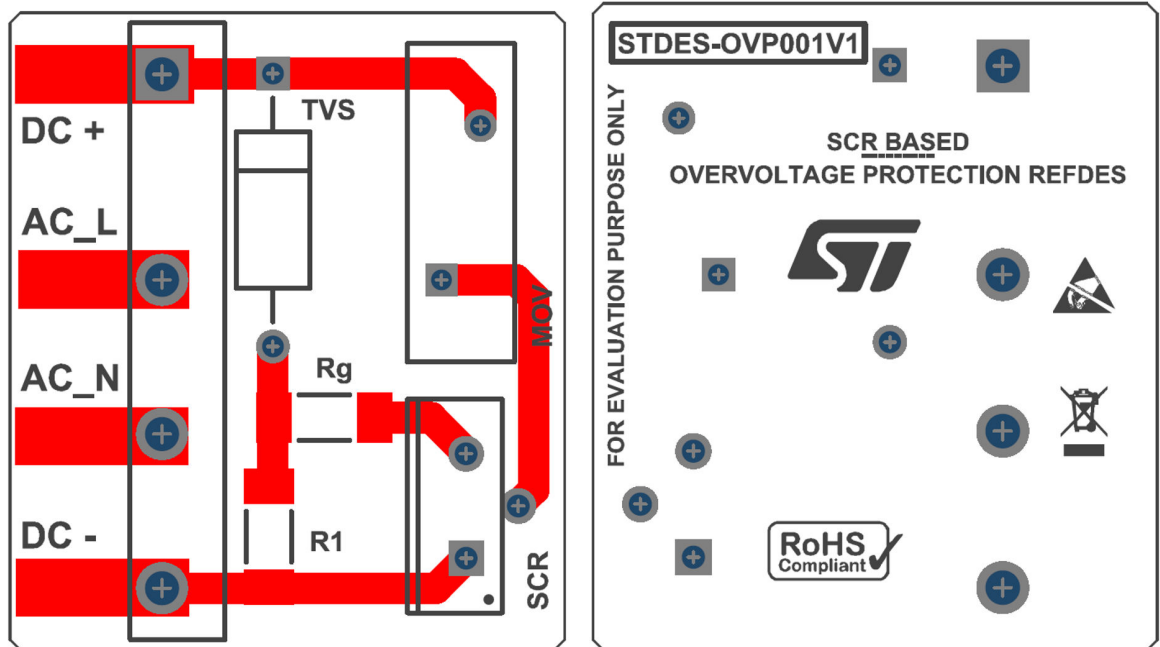 DC +
TVS
AC_L
MOV
AC_N
Rg
DC -
R1
SCR
STDES-OVP001V1
FOR EVALUATION PURPOSE ONLY
SCR BASED
OVERVOLTAGE PROTECTION REFDES
ST
RoHS
Compliant